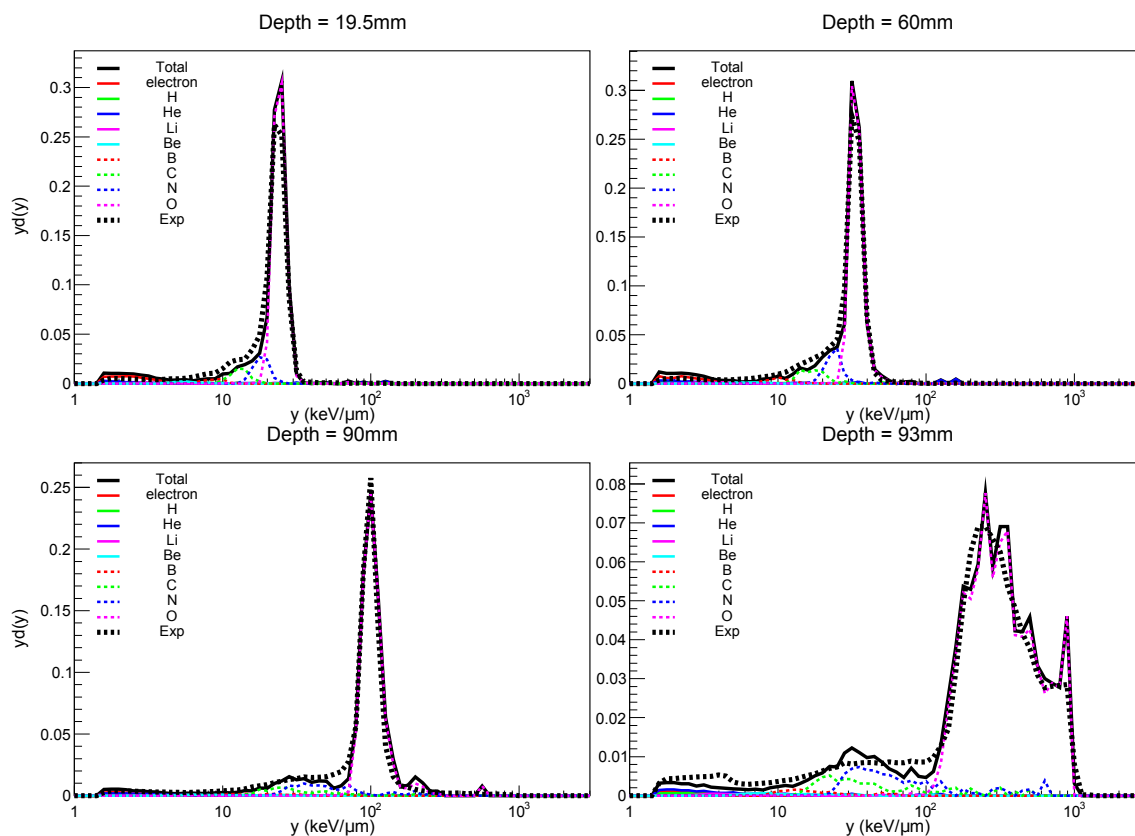 Depth = 19.5mm
yd(y)
0.3
0.25
0.2
0.15
0.1
0.05
0
Total
electron
H
He
Li
Be
B
C
N
O
Exp
1
10
10²
10³
y (keV/μm)
Depth = 60mm
0.3
0.25
0.2
0.15
0.1
0.05
0
Total
electron
H
He
Li
Be
B
C
N
O
Exp
1
10
10²
10³
y (keV/μm)
Depth = 90mm
yd(y)
0.25
0.2
0.15
0.1
0.05
0
Total
electron
H
He
Li
Be
B
C
N
O
Exp
1
10
10²
10³
y (keV/μm)
Depth = 93mm
0.08
0.07
0.06
0.05
0.04
0.03
0.02
0.01
0
Total
electron
H
He
Li
Be
B
C
N
O
Exp
1
10
10²
10³
y (keV/μm)